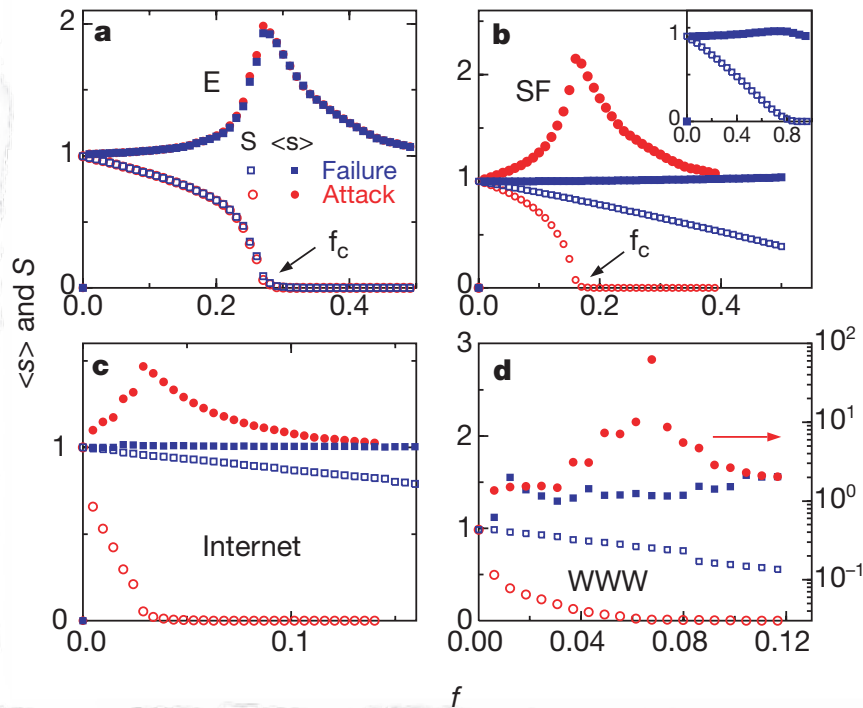 a
2
1
0
0.0
0.2
0.4
E
S <s>
Failure
Attack
f_c
b
2
1
0
0.0
0.2
0.4
SF
f_c
1
0
0.0
0.4
0.8
<s> and S
c
1
0
0.0
0.1
Internet
d
3
2
1
0
0.00
0.04
0.08
0.12
WWW
10^2
10^1
10^0
10^−1
f